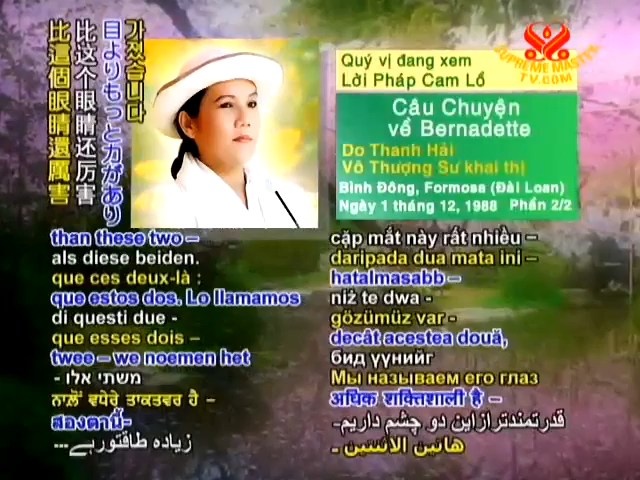 比這個眼睛還厲害
比这个眼睛还厉害
目よりもっと力があり
가졌습니다
SUPREME MASTER
TV.COM
Quý vị đang xem
Lời Pháp Cam Lồ
Câu Chuyện
về Bernadette
Do Thanh Hải
Vô Thượng Sư khai thị
Bình Đông, Formosa (Đài Loan)
Ngày 1 tháng 12, 1988 Phần 2/2
than these two –
als diese beiden.
que ces deux-là :
que estos dos. Lo llamamos
di questi due -
que esses dois –
twee – we noemen het
משתי אלו -
ਨਾਲੋਂ ਵਧੇਰੇ ਤਾਕਤਵਰ ਹੈ –
สองตานี้-
زیادہ طاقتورہے---
cặp mắt này rất nhiều –
daripada dua mata ini –
hatalmasabb –
niż te dwa -
gözümüz var -
decât acestea două,
бид үүнийг
Мы называем его глаз
अधिक शक्तिशाली है –
قدرتمندترازاین دو چشم داریم-
هاتين الاثنتين -